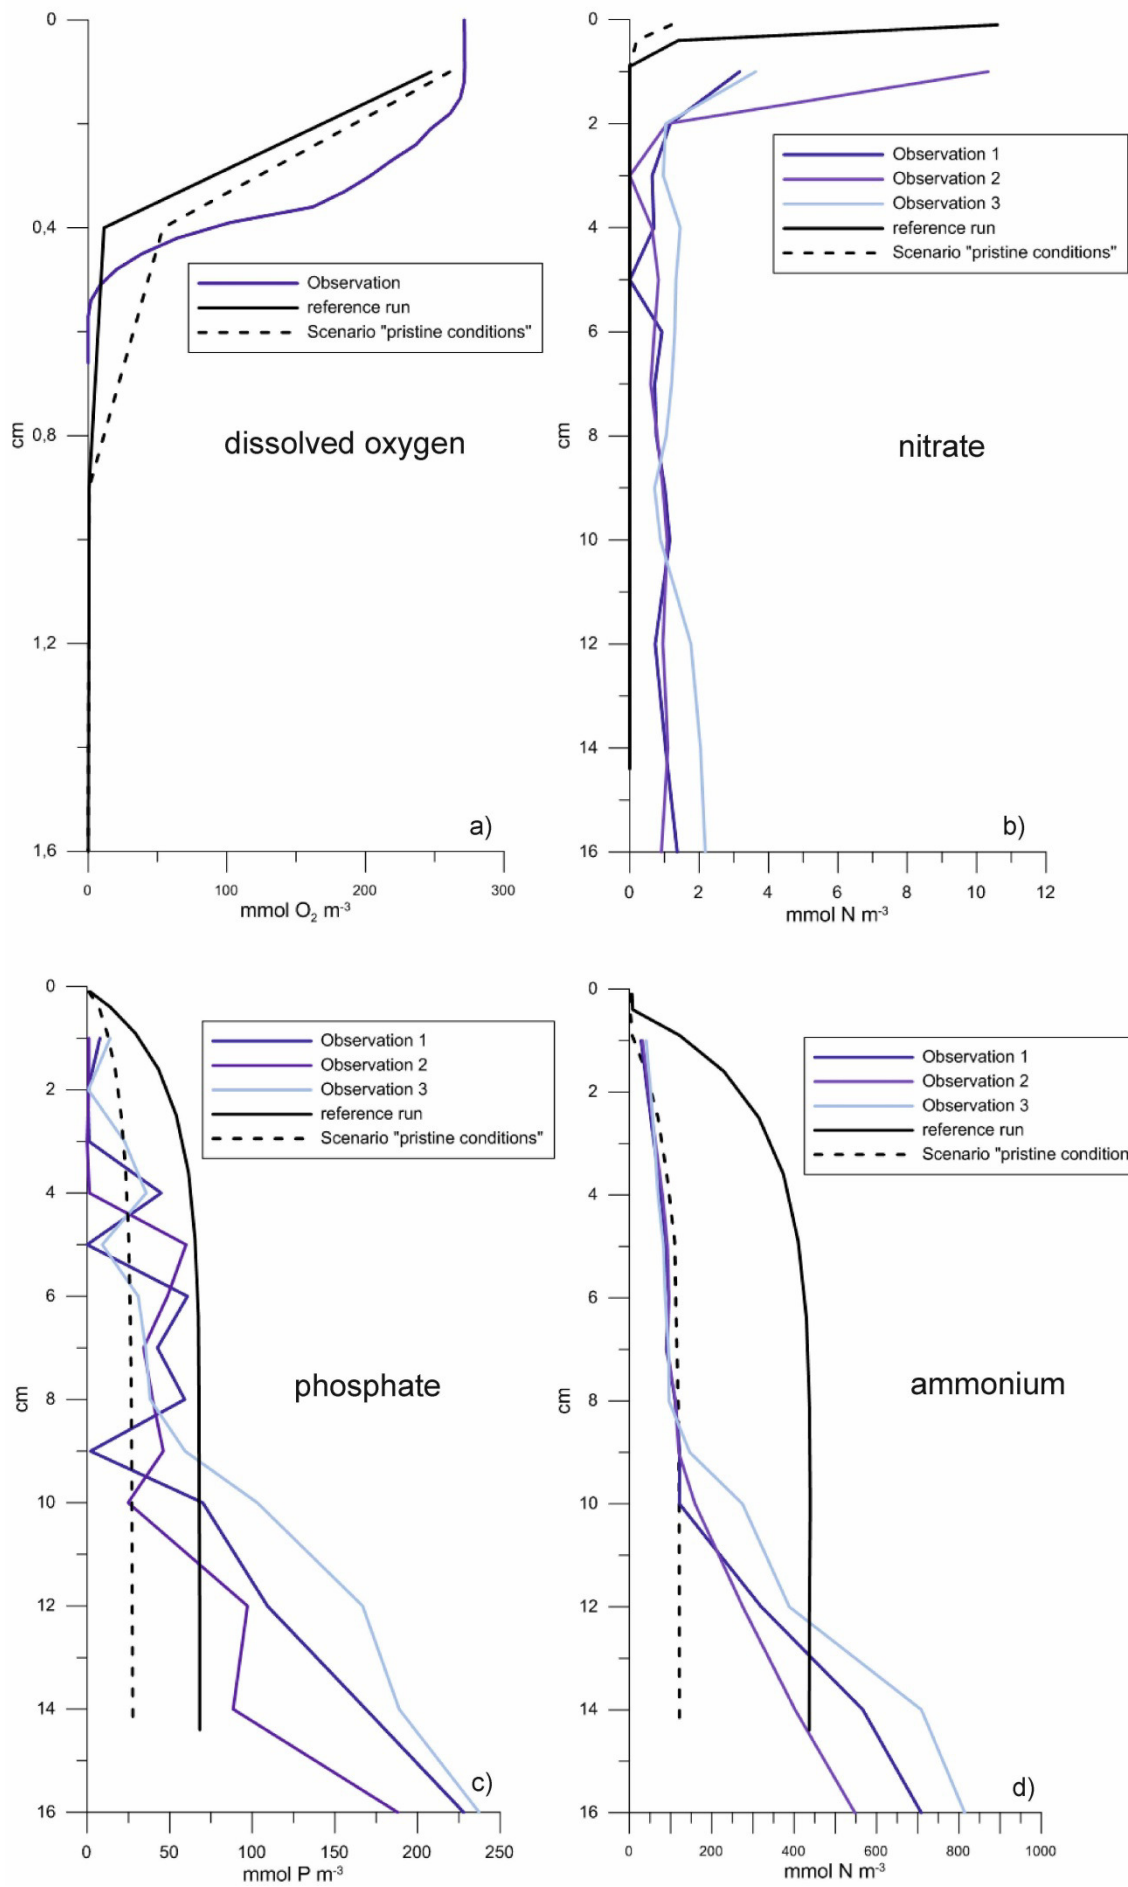 0
0,4
0,8
1,2
1,6
cm
Observation
reference run
Scenario "pristine conditions"
dissolved oxygen
a)
0
100
200
300
mmol O₂ m⁻³
0
2
4
6
8
10
12
14
16
cm
Observation 1
Observation 2
Observation 3
reference run
Scenario "pristine conditions"
nitrate
b)
0
2
4
6
8
10
12
mmol N m⁻³
0
2
4
6
8
10
12
14
16
cm
Observation 1
Observation 2
Observation 3
reference run
Scenario "pristine conditions"
phosphate
c)
0
50
100
150
200
250
mmol P m⁻³
0
2
4
6
8
10
12
14
16
cm
Observation 1
Observation 2
Observation 3
reference run
Scenario "pristine condition
ammonium
d)
0
200
400
600
800
1000
mmol N m⁻³